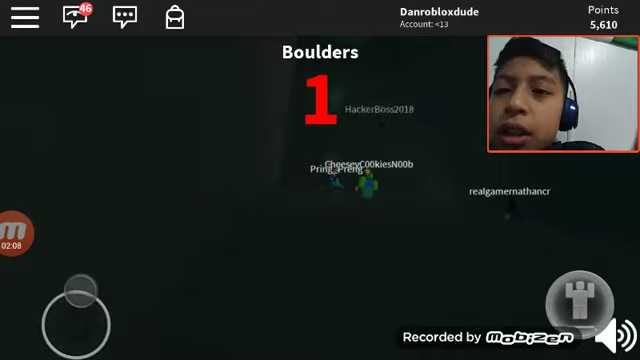 46
Danrobloxdude
Account: <13
Points
5,610
Boulders
1
HackerBoss2018
CheeseyC00kiesN00b
Pring_Preng
realgamernathancr
02:08
Recorded by Mobizen